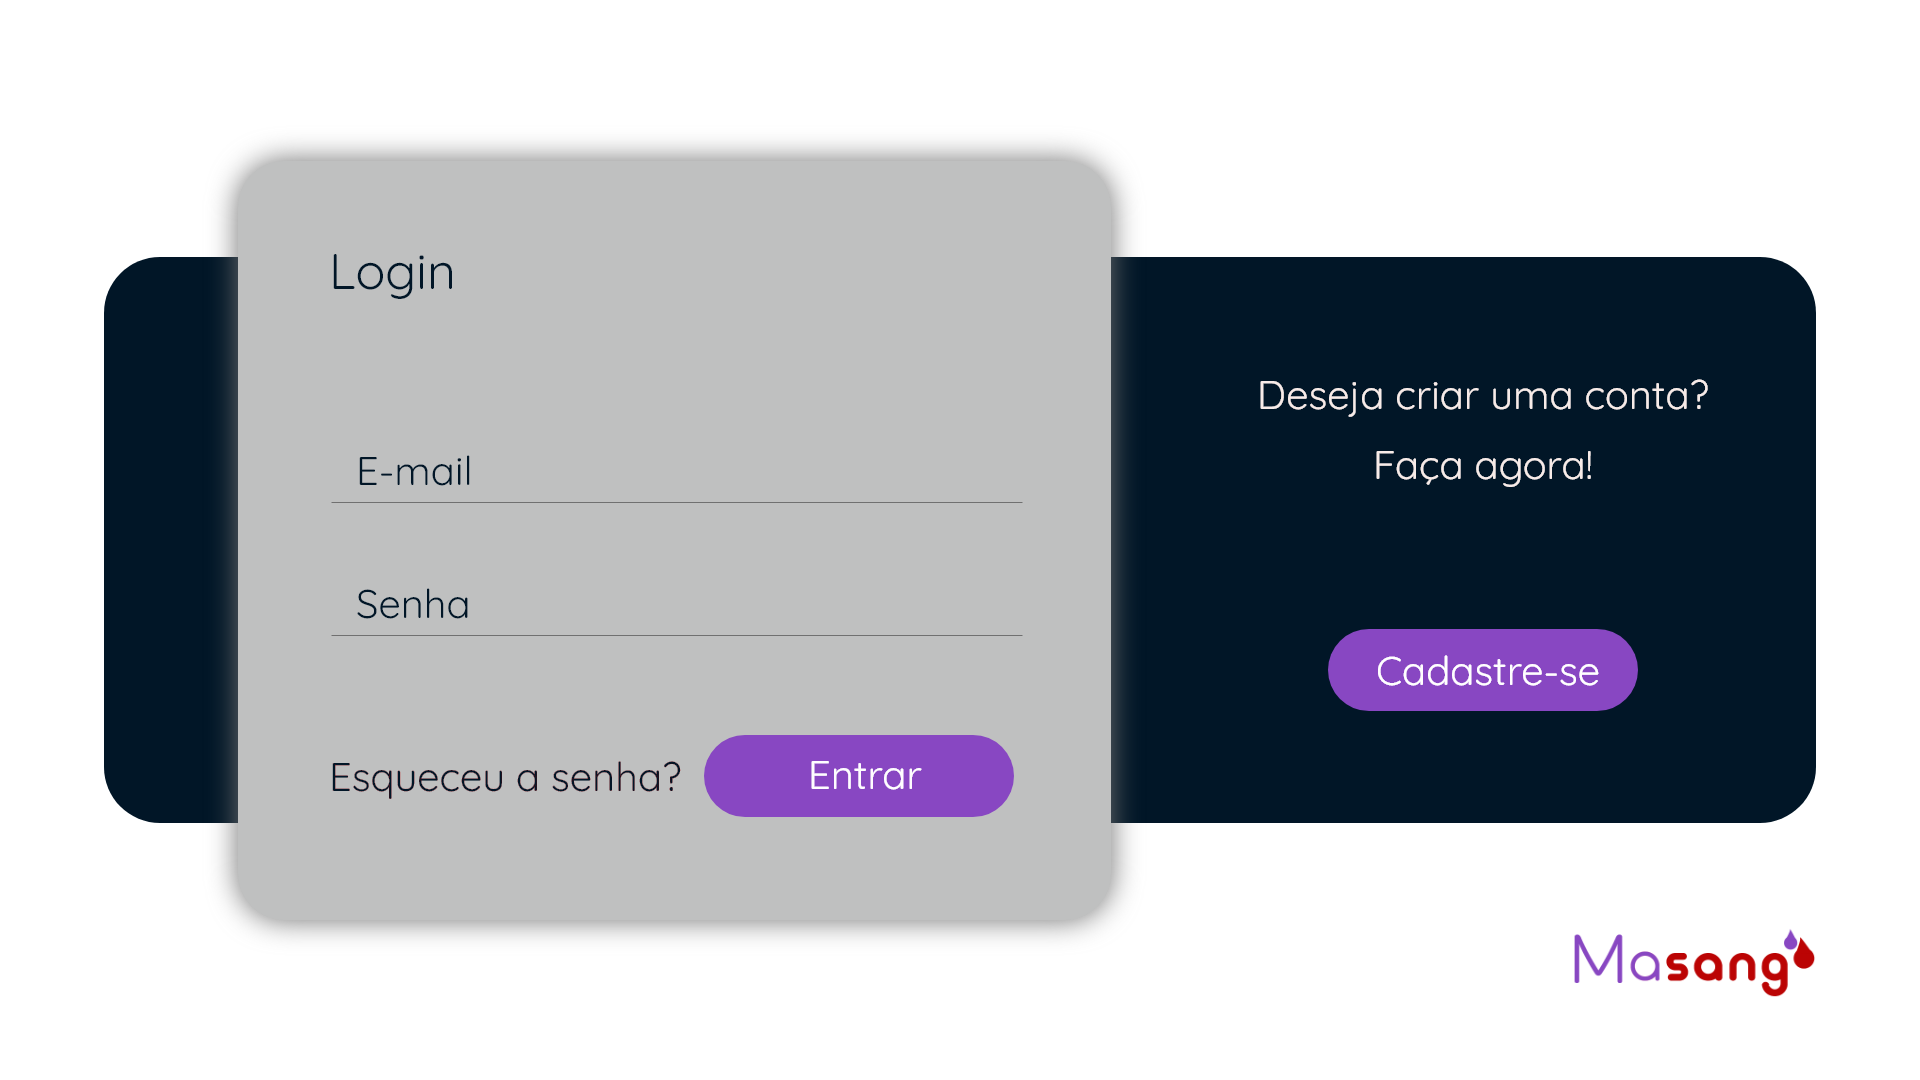 Login
E-mail
Senha
Esqueceu a senha?
Entrar
Deseja criar uma conta?
Faça agora!
Cadastre-se
Masang